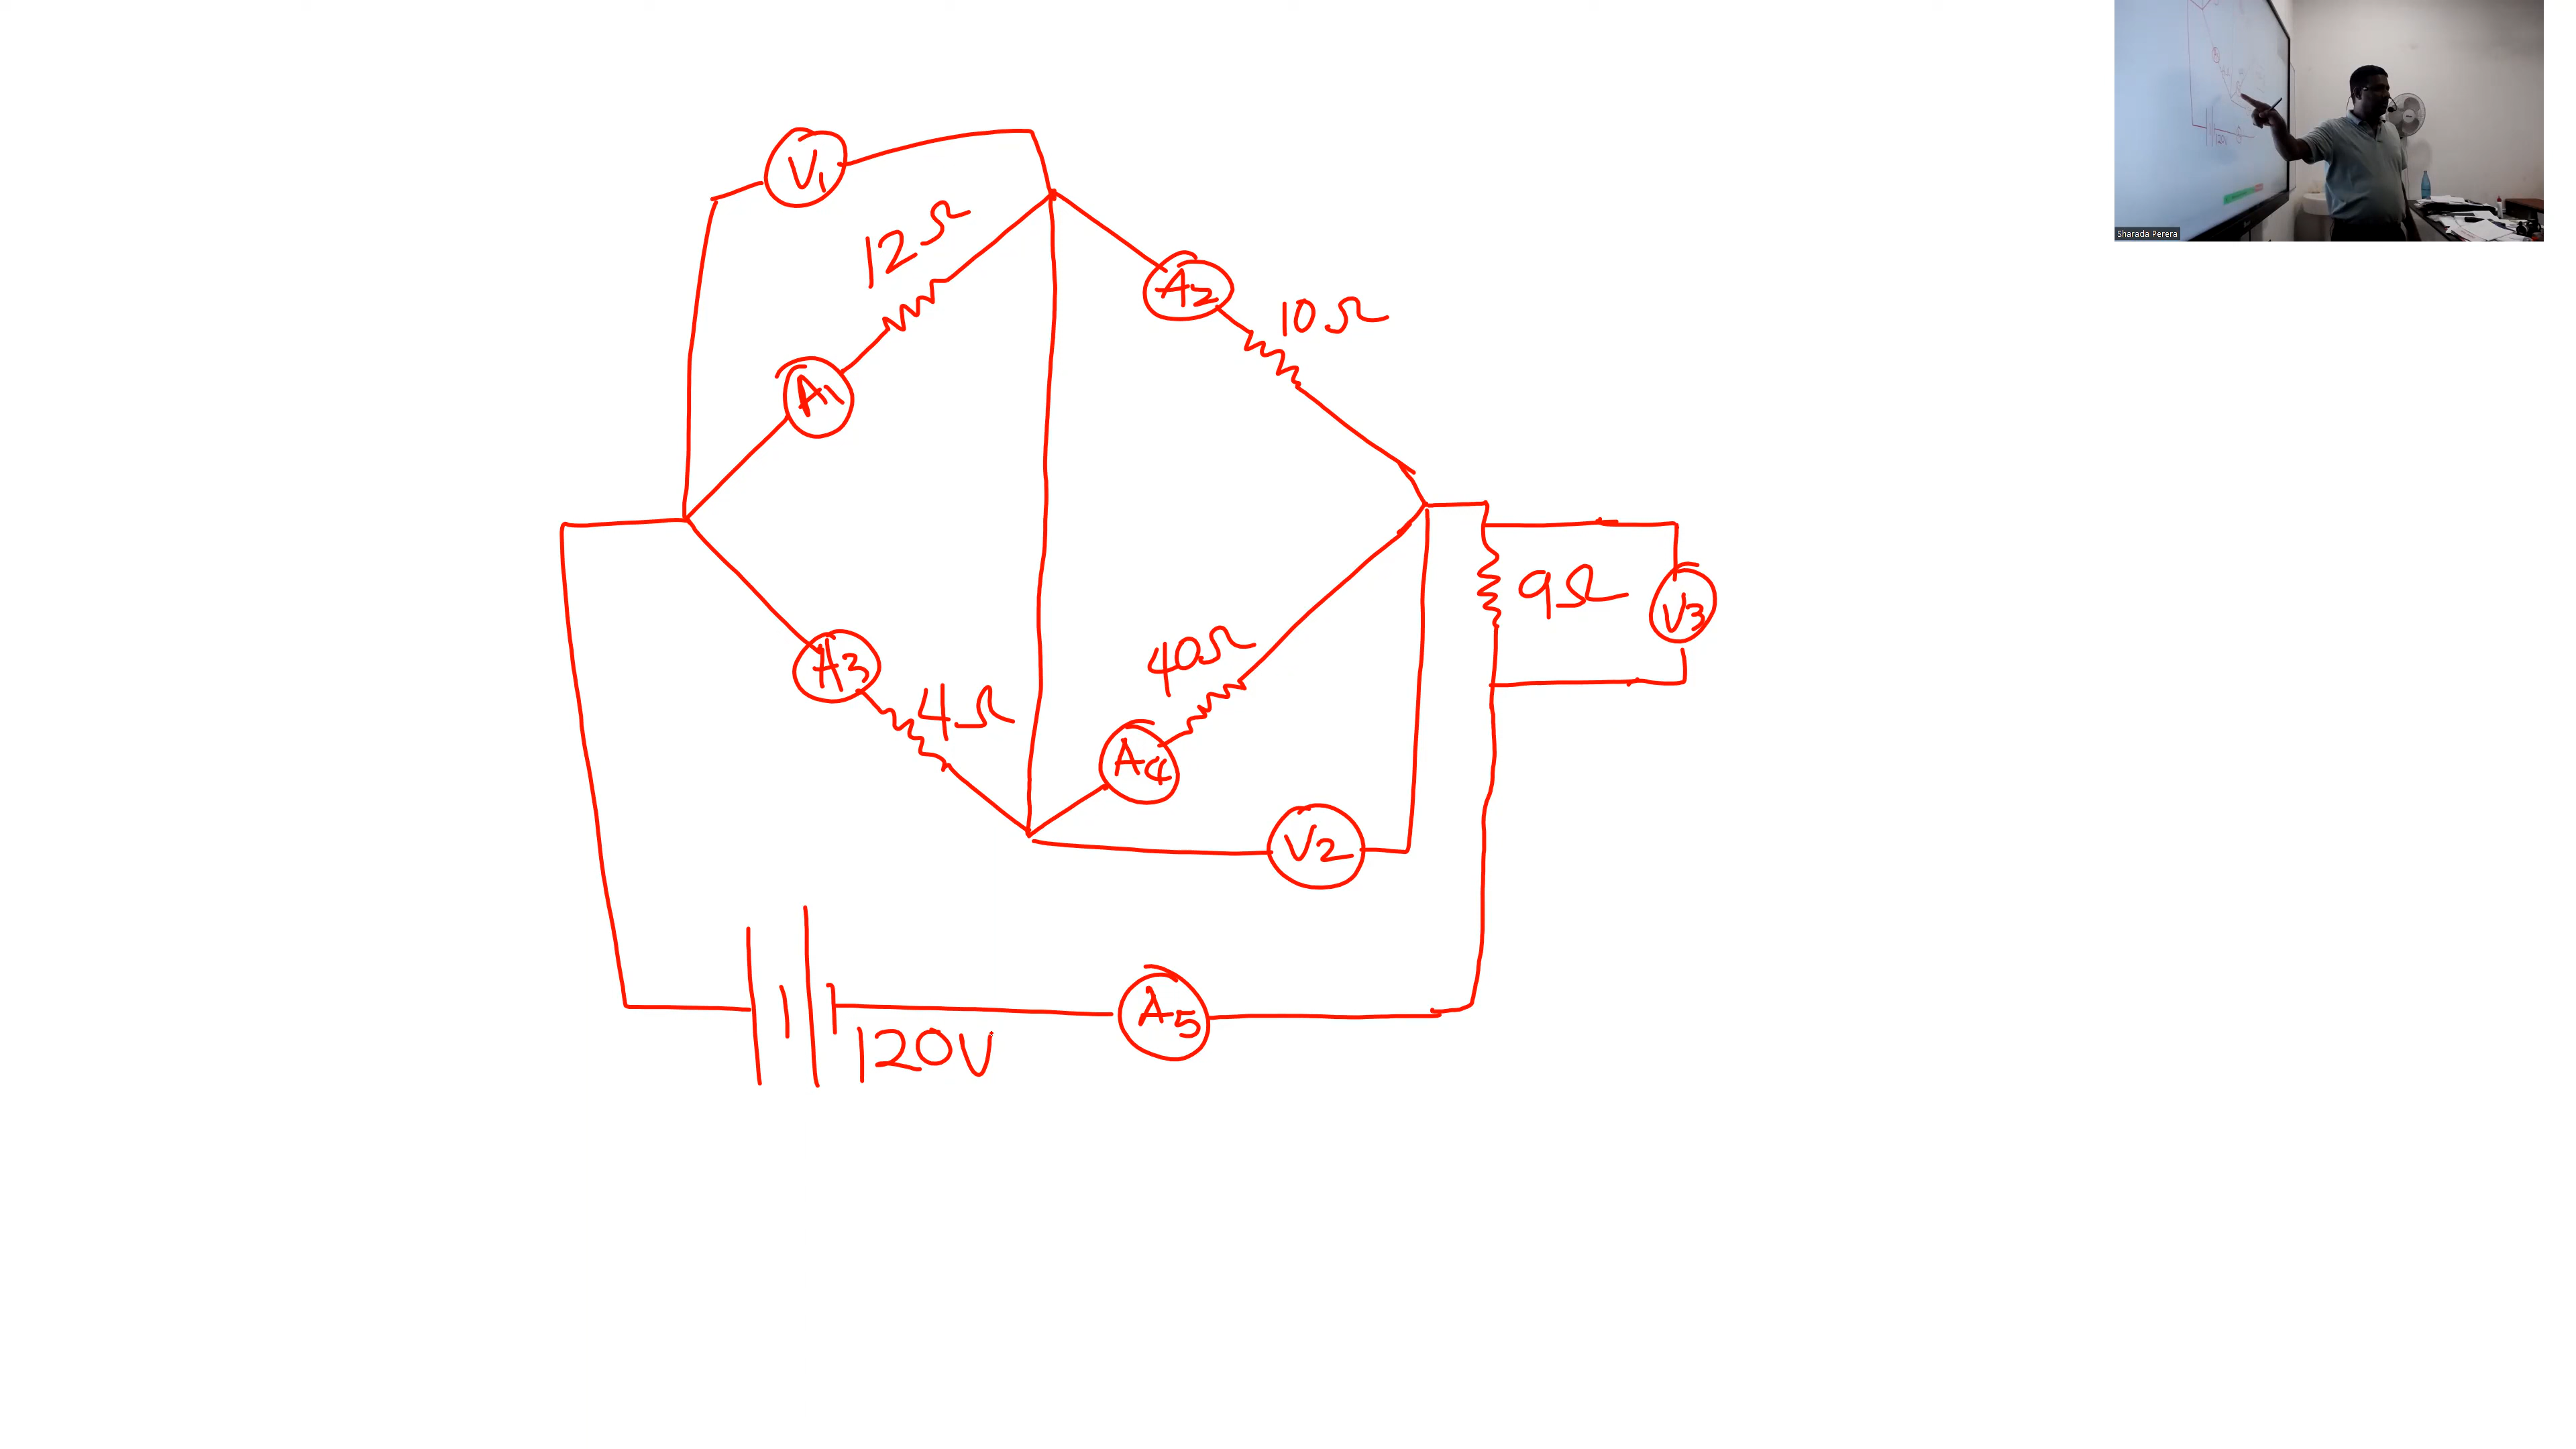 V1
12Ω
A2
10Ω
A1
9Ω
V3
A3
4Ω
40Ω
A4
V2
A5
120V
Sharada Perera